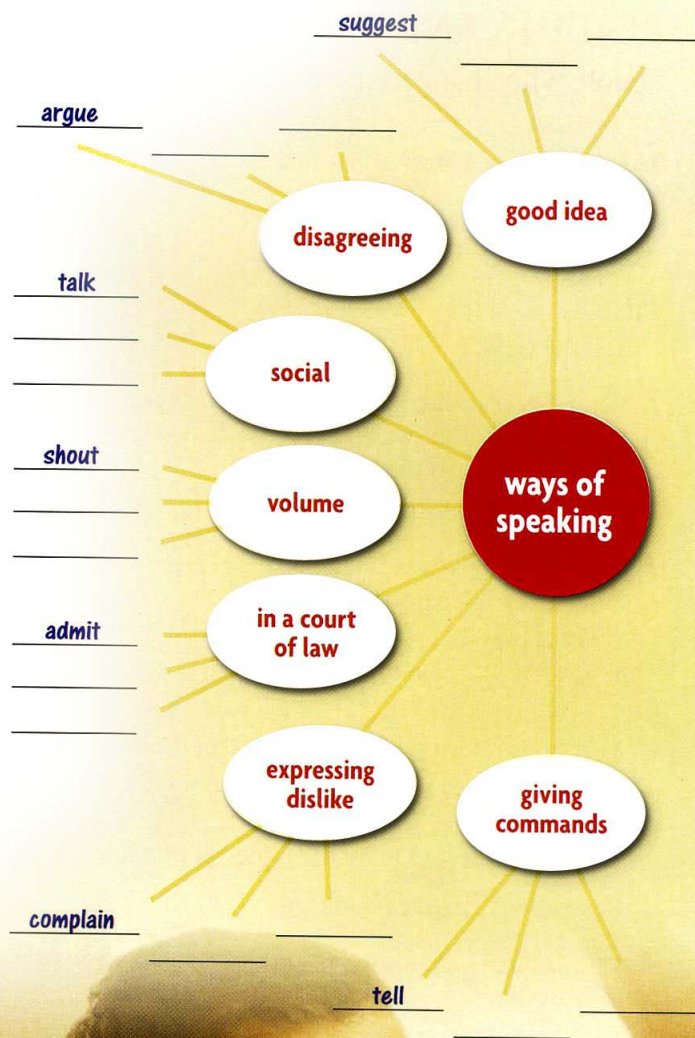 suggest
argue
good idea
disagreeing
talk
social
shout
volume
ways of
speaking
admit
in a court
of law
expressing
dislike
giving
commands
complain
tell